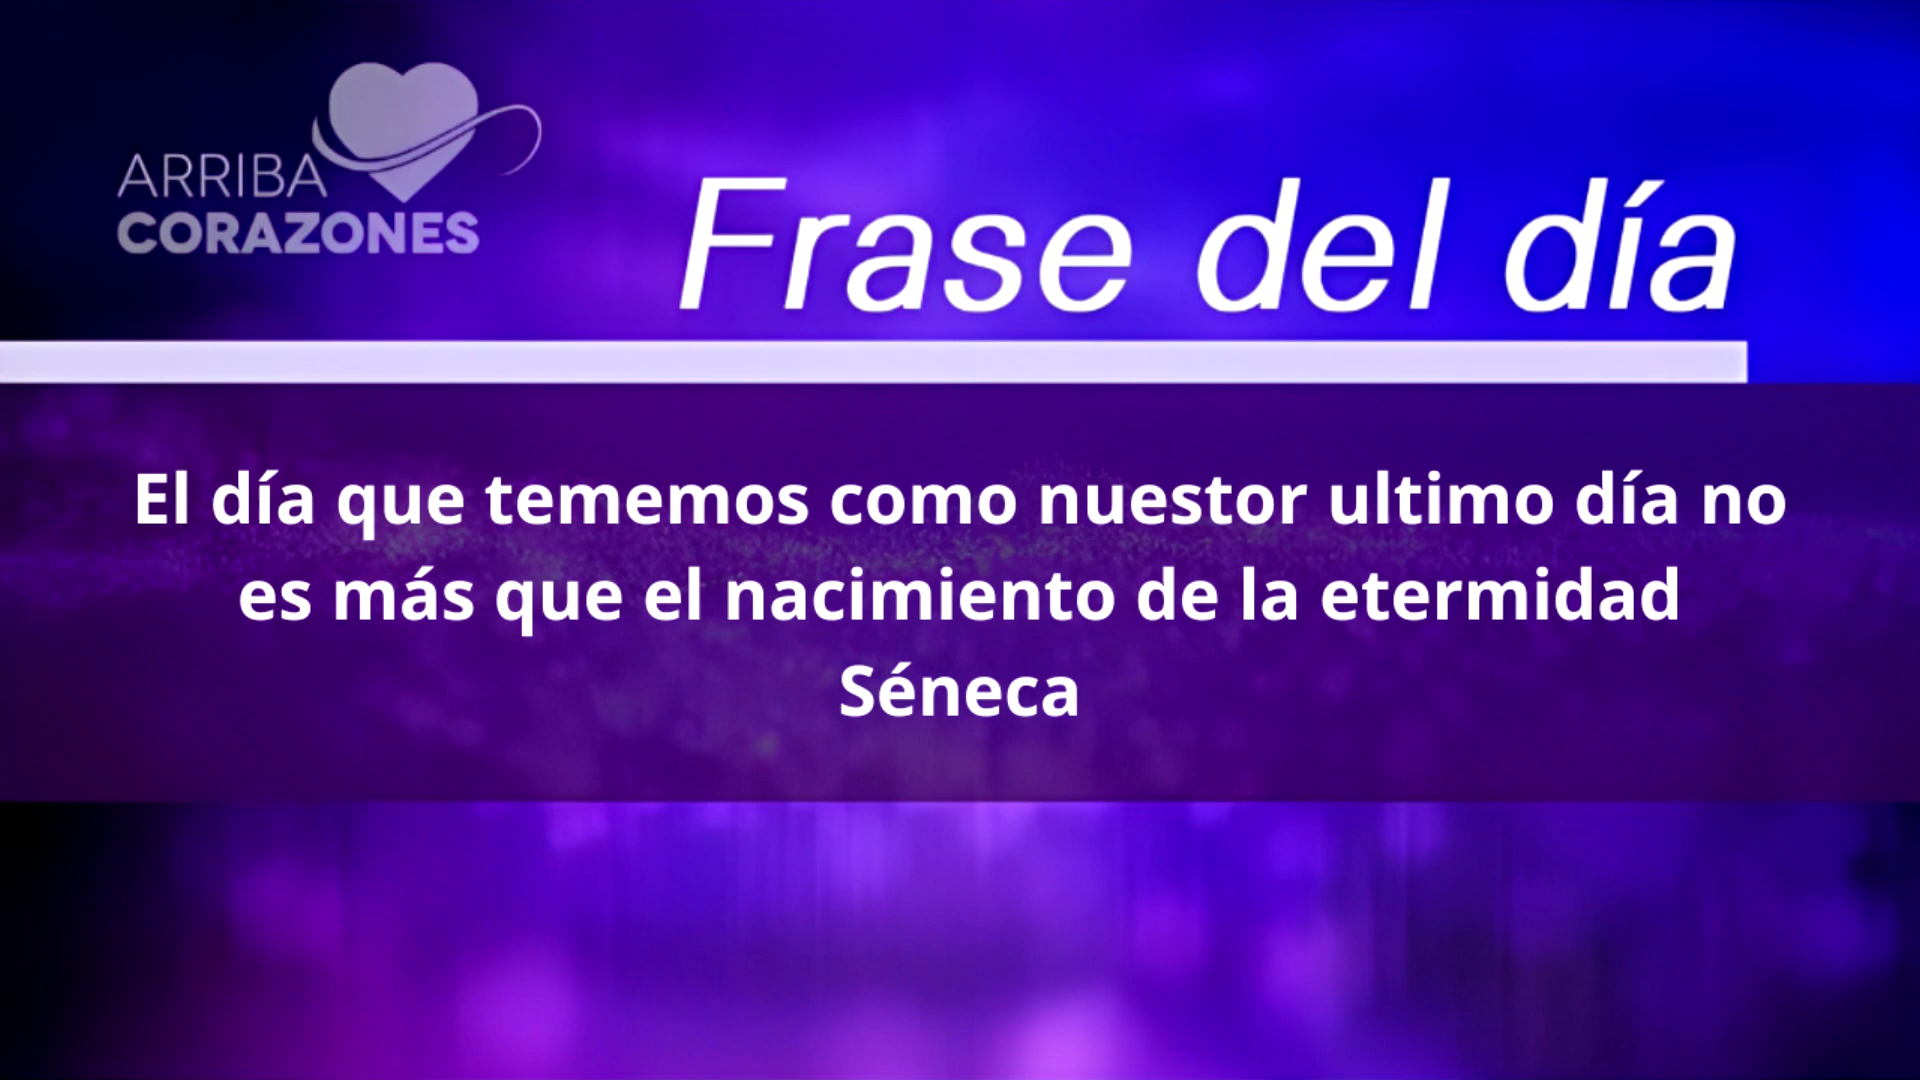 ARRIBA
CORAZONES
Frase del día
El día que tememos como nuestor ultimo día no
es más que el nacimiento de la etermidad
Séneca